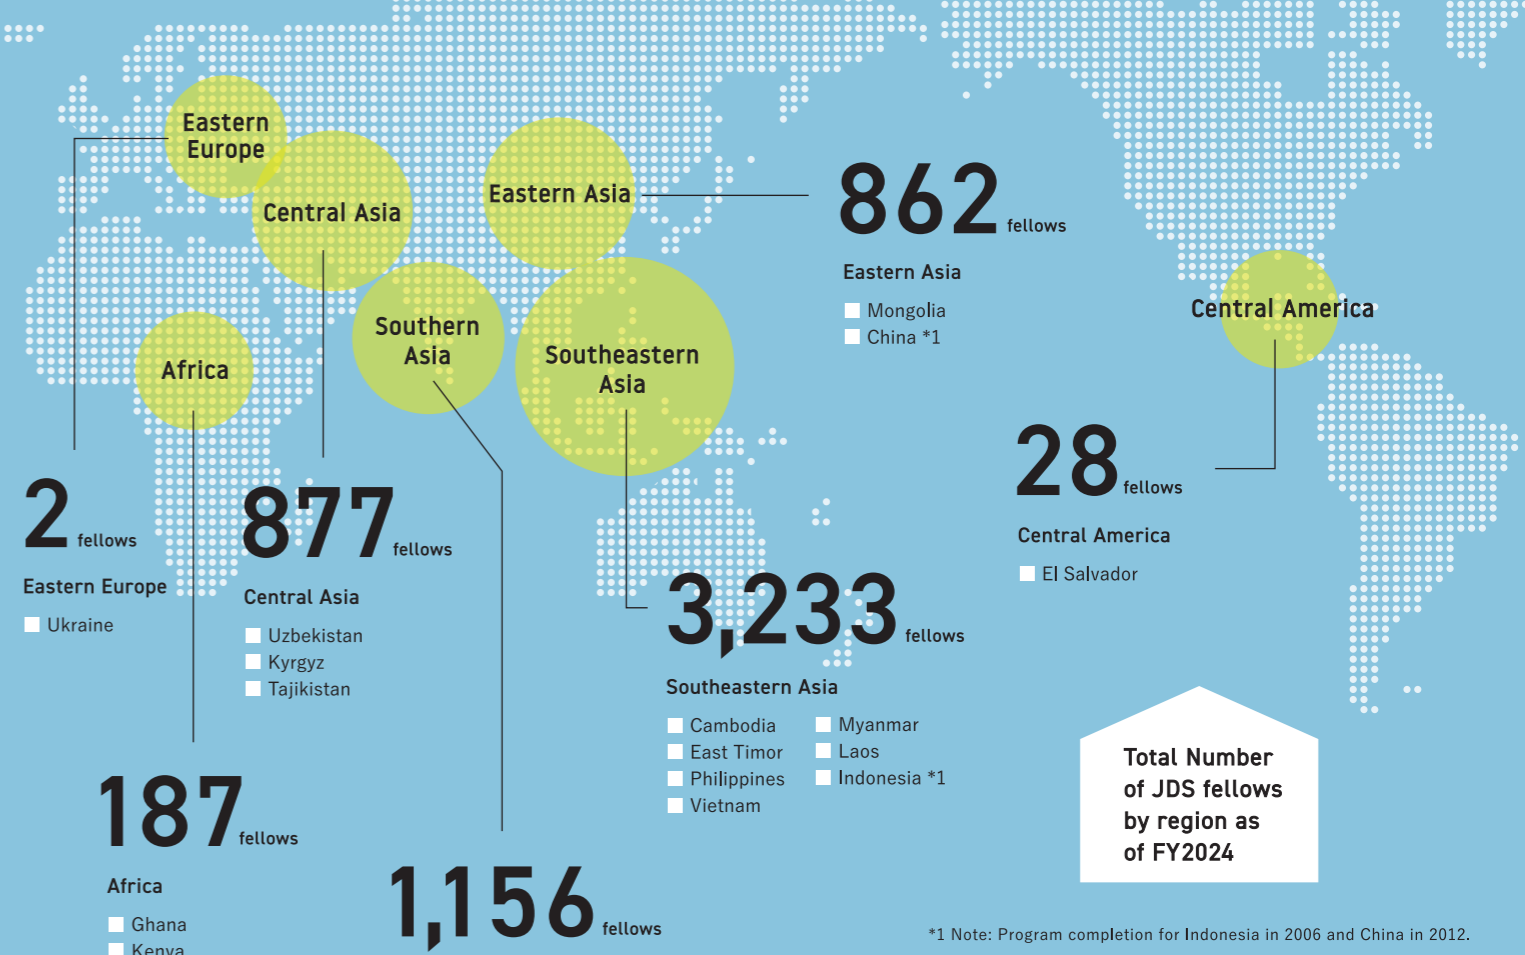 Eastern
Europe
Central Asia
Eastern Asia
Southern
Asia
Southeastern
Asia
Africa
Central America
862 fellows
Eastern Asia
Mongolia
China *1
28 fellows
Central America
El Salvador
2 fellows
Eastern Europe
Ukraine
877 fellows
Central Asia
Uzbekistan
Kyrgyz
Tajikistan
3,233 fellows
Southeastern Asia
Cambodia
East Timor
Philippines
Vietnam
Myanmar
Laos
Indonesia *1
187 fellows
Africa
Ghana
Kenya
1,156 fellows
Total Number
of JDS fellows
by region as
of FY2024
*1 Note: Program completion for Indonesia in 2006 and China in 2012.